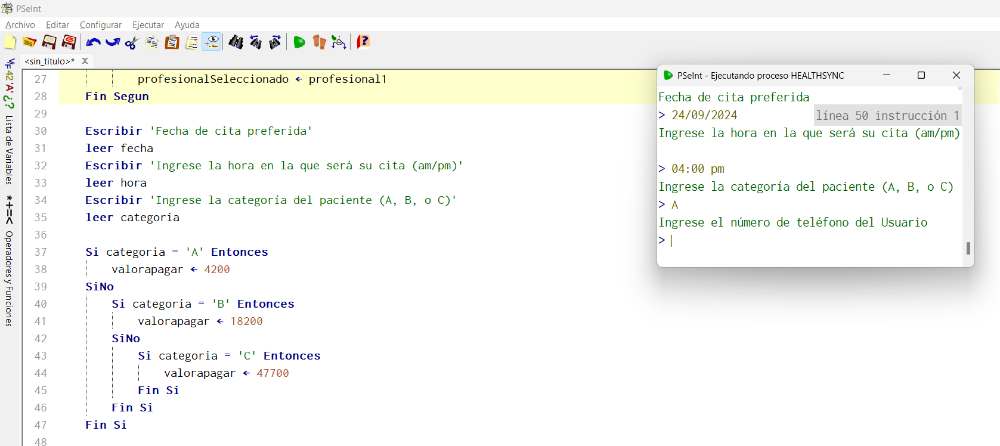 PSeInt
Archivo Editar Configurar Ejecutar Ayuda
<sin_titulo>* X
42 'A' ¿?
Lista de Variables
*+=<
Operadores y Funciones
27 profesionalSeleccionado ← profesional1
28 Fin Segun
29
30 Escribir 'Fecha de cita preferida'
31 leer fecha
32 Escribir 'Ingrese la hora en la que será su cita (am/pm)'
33 leer hora
34 Escribir 'Ingrese la categoría del paciente (A, B, o C)'
35 leer categoria
36
37 Si categoria = 'A' Entonces
38 valorapagar ← 4200
39 SiNo
40 Si categoria = 'B' Entonces
41 valorapagar ← 18200
42 SiNo
43 Si categoria = 'C' Entonces
44 valorapagar ← 47700
45 Fin Si
46 Fin Si
47 Fin Si
48
PSeInt - Ejecutando proceso HEALTHSYNC
Fecha de cita preferida
> 24/09/2024
línea 50 instrucción 1
Ingrese la hora en la que será su cita (am/pm)
> 04:00 pm
Ingrese la categoría del paciente (A, B, o C)
> A
Ingrese el número de teléfono del Usuario
>